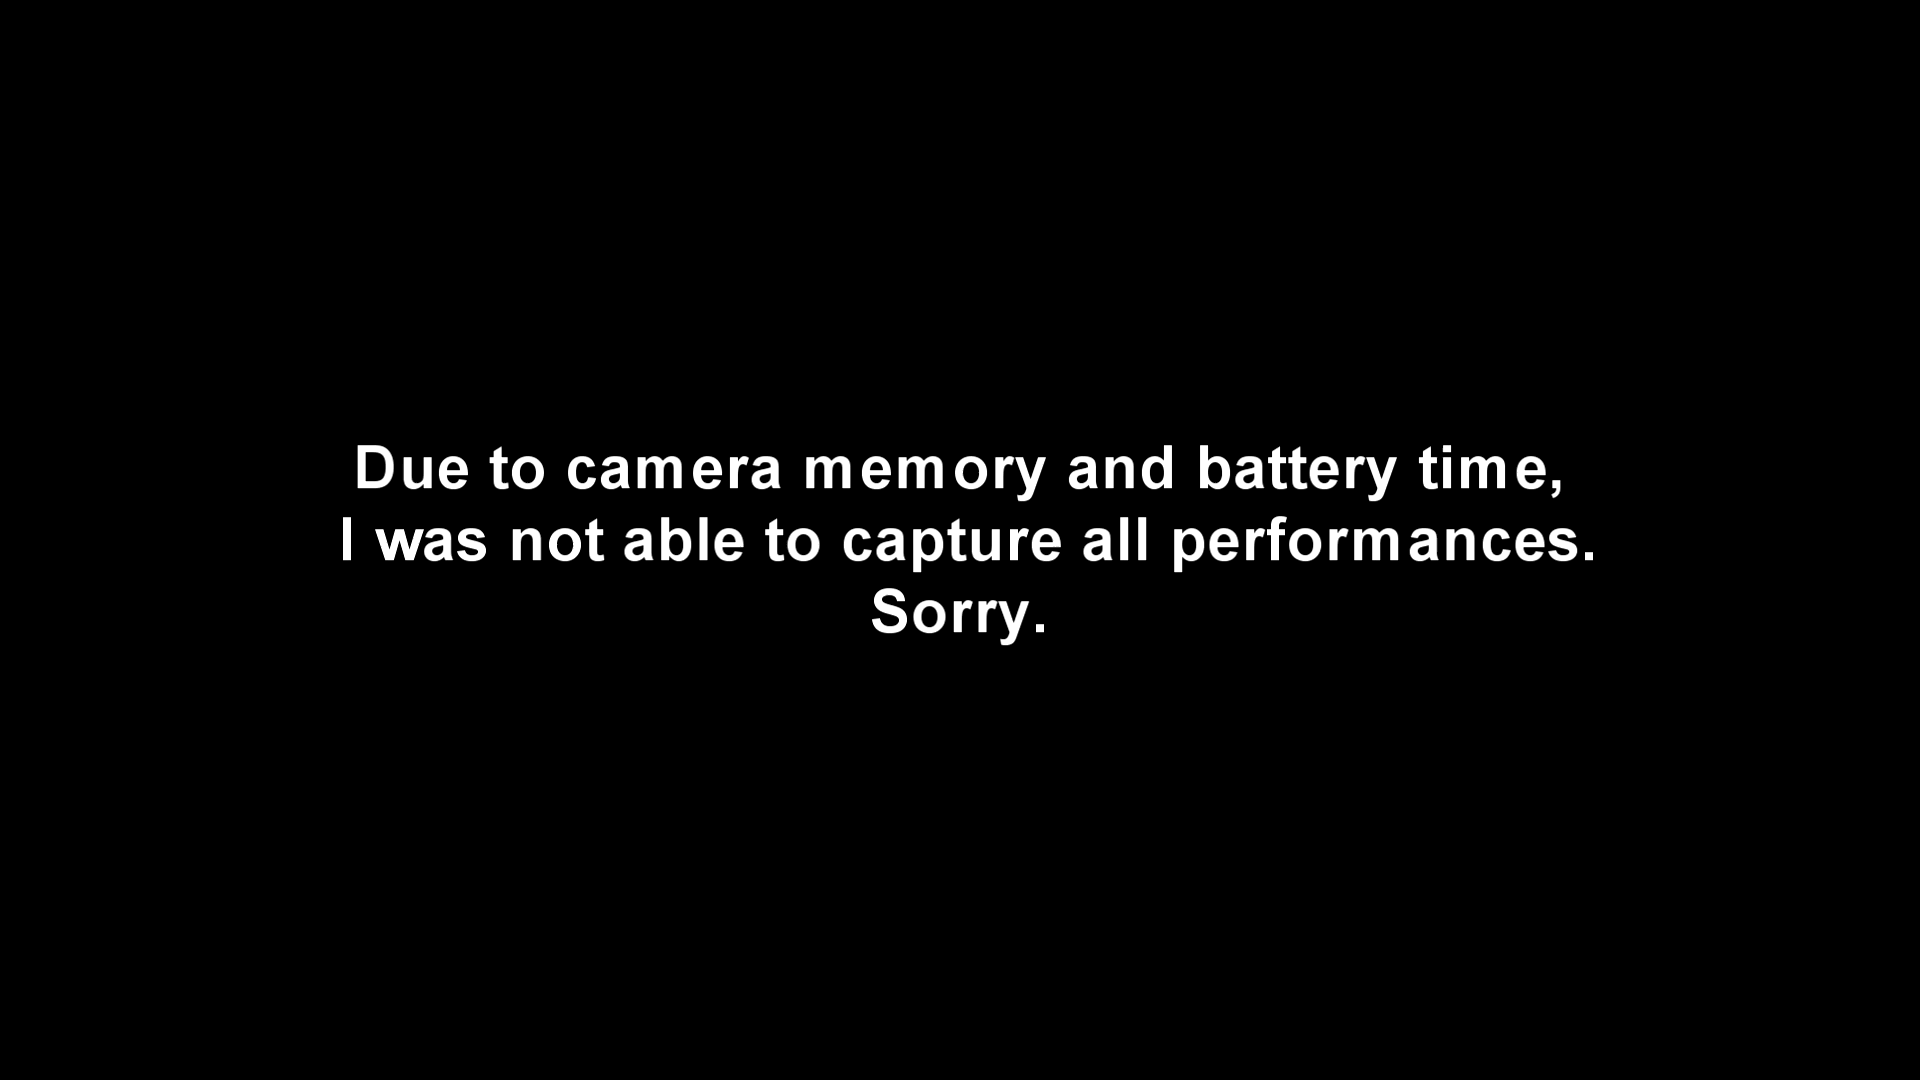 Due to camera memory and battery time,
I was not able to capture all performances.
Sorry.